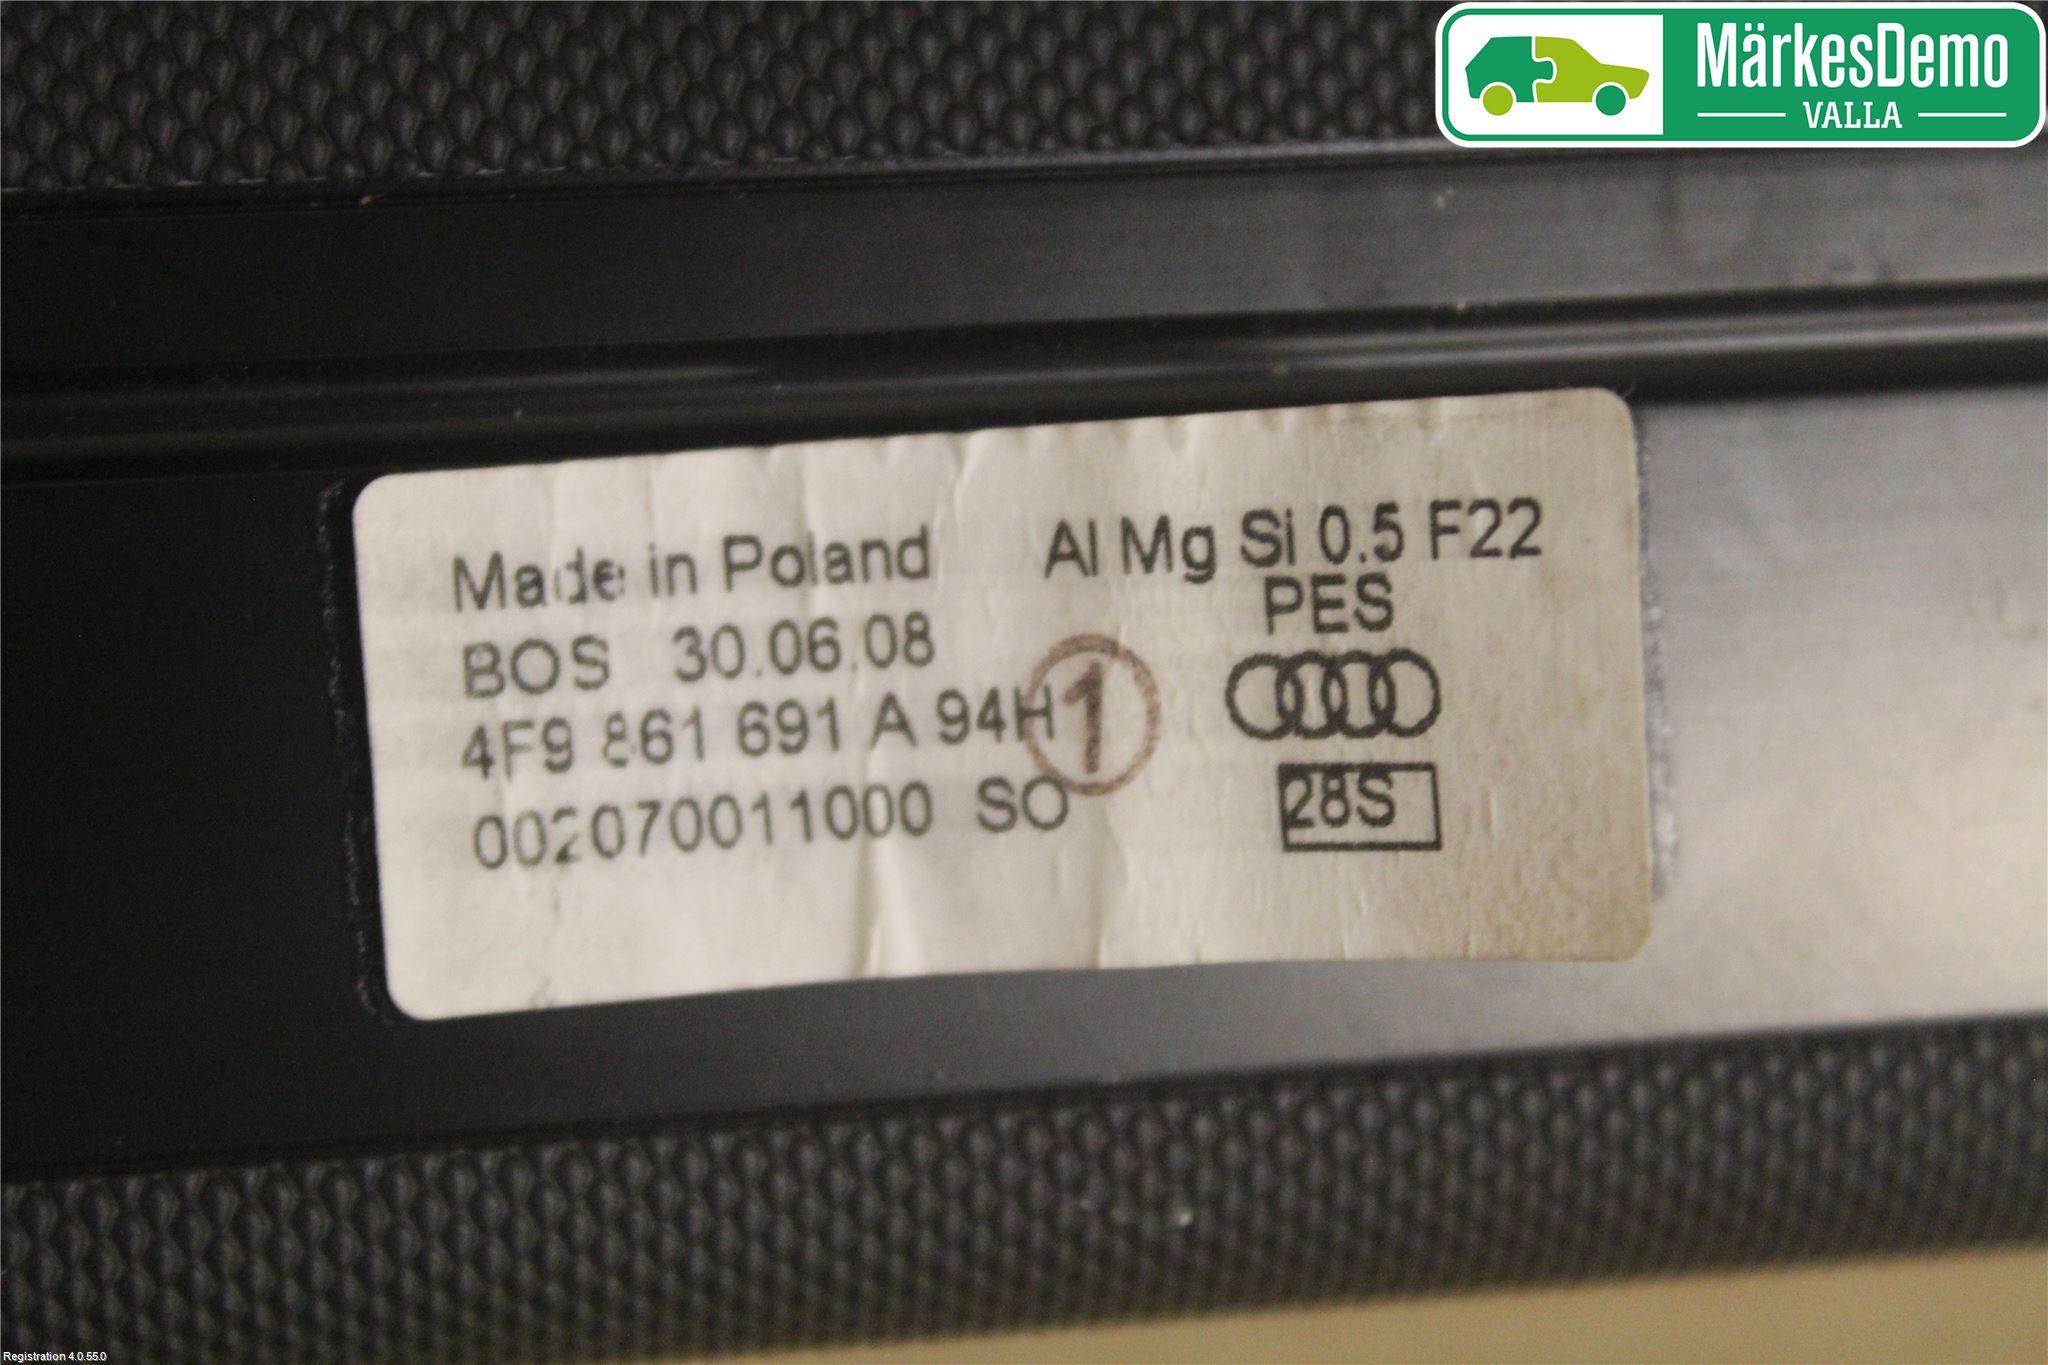 MärkesDemo
VALLA
Made in Poland
Al Mg Si 0.5 F22
PES
BOS 30.06.08
4F9 861 691 A 94H
1
002070011000 SO
28S
Registration 4.0.55.0